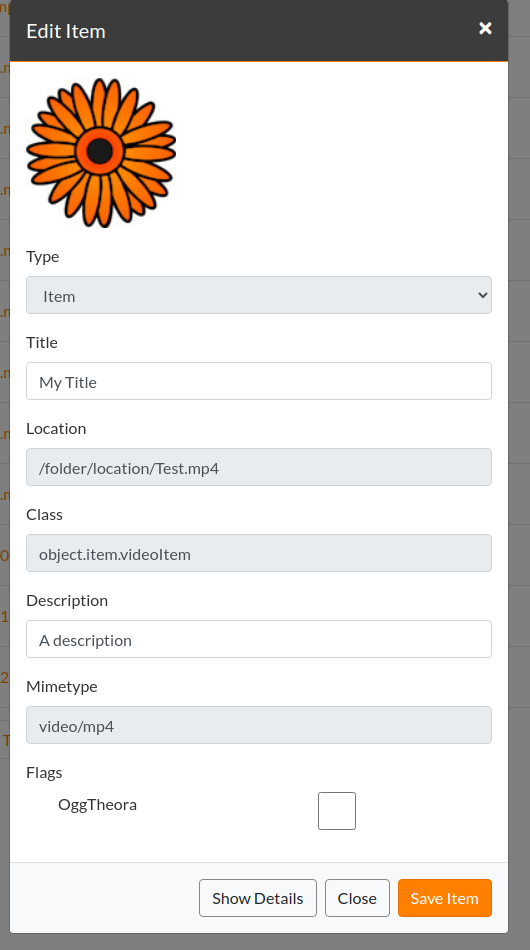 Edit Item ×
Type
Item
Title
My Title
Location
/folder/location/Test.mp4
Class
object.item.videoItem
Description
A description
Mimetype
video/mp4
Flags
OggTheora
Show Details Close Save Item